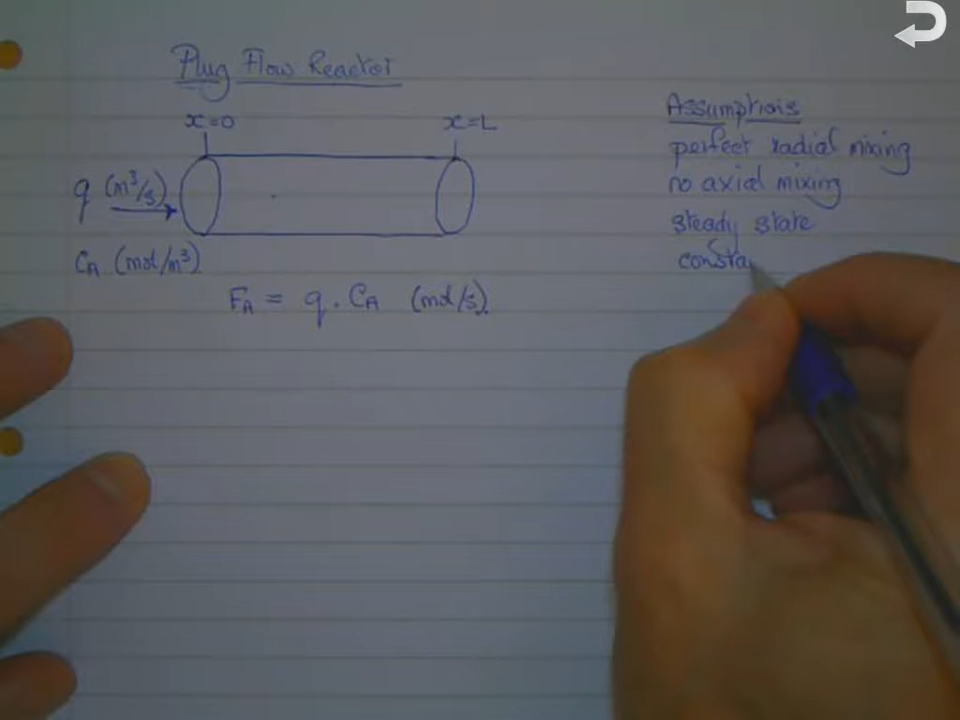 Plug Flow Reactor
x=0
x=L
q (m³/s)
C_A (mol/m³)
F_A = q . C_A (mol/s).
Assumptions
perfect radial mixing
no axial mixing
steady state
consta